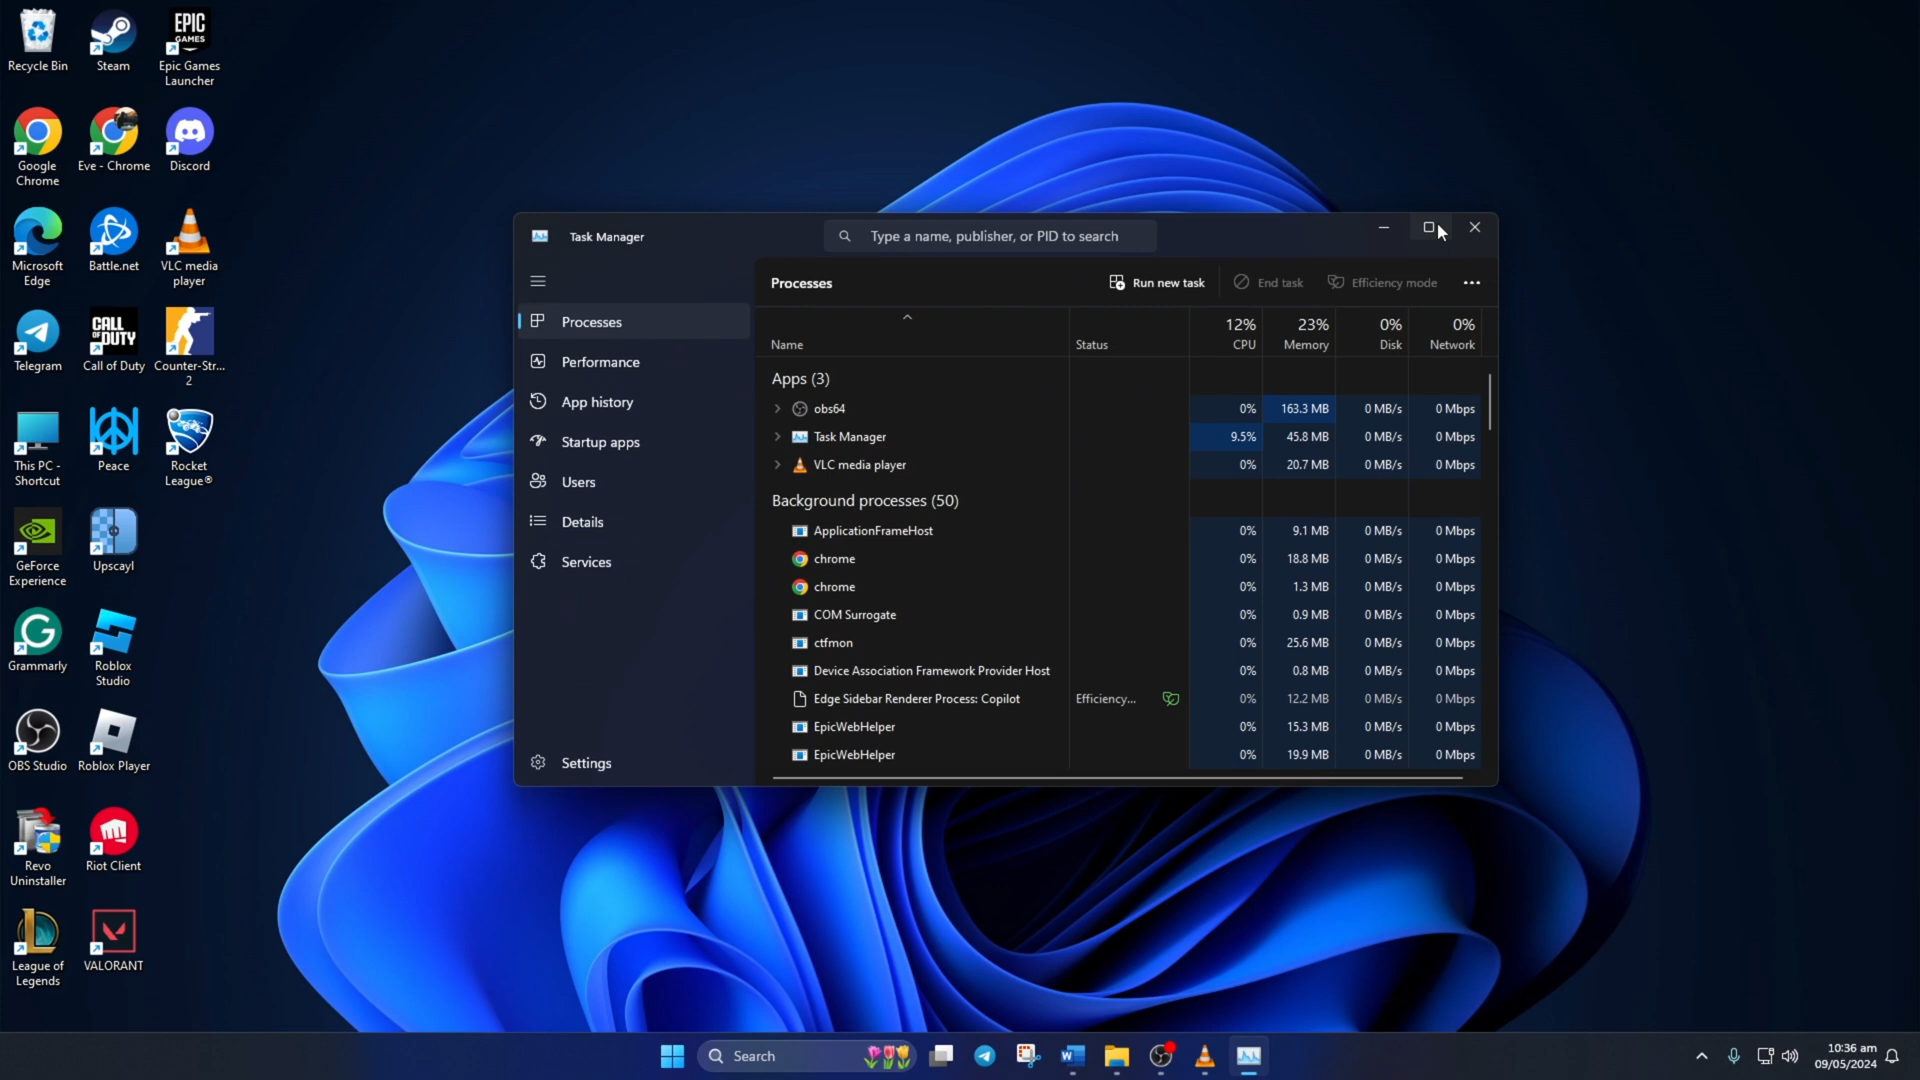 Recycle Bin
Steam
EPIC
GAMES
Epic Games
Launcher
Google
Chrome
Eve - Chrome
Discord
Microsoft
Edge
Battle.net
VLC media
player
Telegram
CALL
OF DUTY
Call of Duty
Counter-Str...
2
This PC -
Shortcut
Peace
Rocket
League®
GeForce
Experience
Upscayl
Grammarly
Roblox
Studio
OBS Studio
Roblox Player
Revo
Uninstaller
Riot Client
League of
Legends
VALORANT
Task Manager
Type a name, publisher, or PID to search
Processes
Performance
App history
Startup apps
Users
Details
Services
Settings
Processes
Run new task
End task
Efficiency mode
Name
Status
12%
CPU
23%
Memory
0%
Disk
0%
Network
Apps (3)
obs64 0% 163.3 MB 0 MB/s 0 Mbps
Task Manager 9.5% 45.8 MB 0 MB/s 0 Mbps
VLC media player 0% 20.7 MB 0 MB/s 0 Mbps
Background processes (50)
ApplicationFrameHost 0% 9.1 MB 0 MB/s 0 Mbps
chrome 0% 18.8 MB 0 MB/s 0 Mbps
chrome 0% 1.3 MB 0 MB/s 0 Mbps
COM Surrogate 0% 0.9 MB 0 MB/s 0 Mbps
ctfmon 0% 25.6 MB 0 MB/s 0 Mbps
Device Association Framework Provider Host 0% 0.8 MB 0 MB/s 0 Mbps
Edge Sidebar Renderer Process: Copilot Efficiency... 0% 12.2 MB 0 MB/s 0 Mbps
EpicWebHelper 0% 15.3 MB 0 MB/s 0 Mbps
EpicWebHelper 0% 19.9 MB 0 MB/s 0 Mbps
Search
10:36 am
09/05/2024